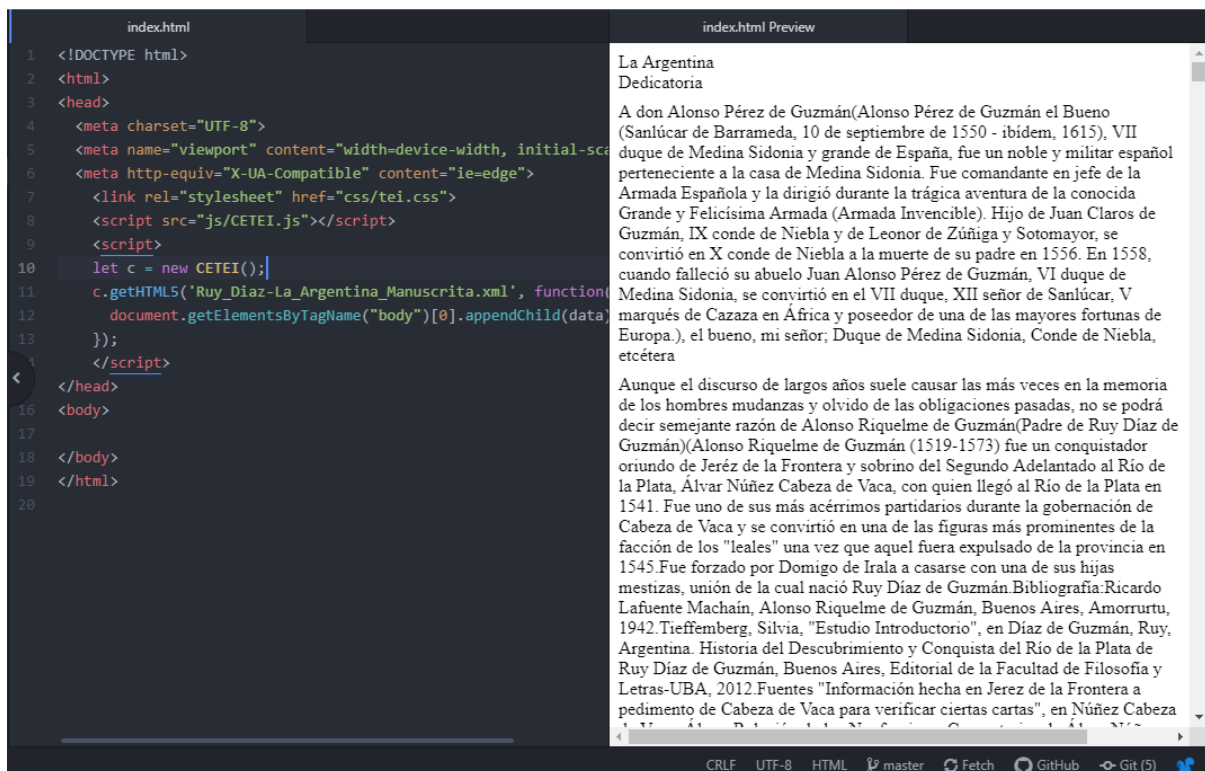 index.html
1 <!DOCTYPE html>
2 <html>
3 <head>
4 <meta charset="UTF-8">
5 <meta name="viewport" content="width=device-width, initial-sca
6 <meta http-equiv="X-UA-Compatible" content="ie=edge">
7 <link rel="stylesheet" href="css/tei.css">
8 <script src="js/CETEI.js"></script>
9 <script>
10 let c = new CETEI();
11 c.getHTML5('Ruy_Diaz-La_Argentina_Manuscrita.xml', function(
12 document.getElementsByTagName("body")[0].appendChild(data)
13 });
</script>
</head>
16 <body>
17
18 </body>
19 </html>
20
index.html Preview
La Argentina
Dedicatoria
A don Alonso Pérez de Guzmán(Alonso Pérez de Guzmán el Bueno
(Sanlúcar de Barrameda, 10 de septiembre de 1550 - ibídem, 1615), VII
duque de Medina Sidonia y grande de España, fue un noble y militar español
perteneciente a la casa de Medina Sidonia. Fue comandante en jefe de la
Armada Española y la dirigió durante la trágica aventura de la conocida
Grande y Felicísima Armada (Armada Invencible). Hijo de Juan Claros de
Guzmán, IX conde de Niebla y de Leonor de Zúñiga y Sotomayor, se
convirtió en X conde de Niebla a la muerte de su padre en 1556. En 1558,
cuando falleció su abuelo Juan Alonso Pérez de Guzmán, VI duque de
Medina Sidonia, se convirtió en el VII duque, XII señor de Sanlúcar, V
marqués de Cazaza en África y poseedor de una de las mayores fortunas de
Europa.), el bueno, mi señor; Duque de Medina Sidonia, Conde de Niebla,
etcétera
Aunque el discurso de largos años suele causar las más veces en la memoria
de los hombres mudanzas y olvido de las obligaciones pasadas, no se podrá
decir semejante razón de Alonso Riquelme de Guzmán(Padre de Ruy Díaz de
Guzmán)(Alonso Riquelme de Guzmán (1519-1573) fue un conquistador
oriundo de Jeréz de la Frontera y sobrino del Segundo Adelantado al Río de
la Plata, Álvar Núñez Cabeza de Vaca, con quien llegó al Río de la Plata en
1541. Fue uno de sus más acérrimos partidarios durante la gobernación de
Cabeza de Vaca y se convirtió en una de las figuras más prominentes de la
facción de los "leales" una vez que aquel fuera expulsado de la provincia en
1545.Fue forzado por Domigo de Irala a casarse con una de sus hijas
mestizas, unión de la cual nació Ruy Díaz de Guzmán.Bibliografía:Ricardo
Lafuente Machaín, Alonso Riquelme de Guzmán, Buenos Aires, Amorrurtu,
1942.Tieffemberg, Silvia, "Estudio Introductorio", en Díaz de Guzmán, Ruy,
Argentina. Historia del Descubrimiento y Conquista del Río de la Plata de
Ruy Díaz de Guzmán, Buenos Aires, Editorial de la Facultad de Filosofía y
Letras-UBA, 2012.Fuentes "Información hecha en Jerez de la Frontera a
pedimento de Cabeza de Vaca para verificar ciertas cartas", en Núñez Cabeza
CRLF UTF-8 HTML master Fetch GitHub Git (5)